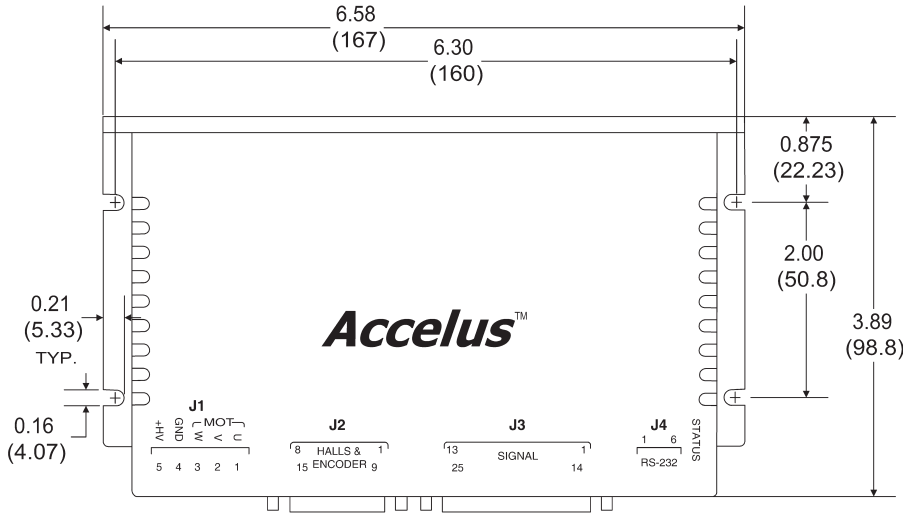 6.58
(167)
6.30
(160)
0.875
(22.23)
2.00
(50.8)
3.89
(98.8)
0.21
(5.33)
TYP.
0.16
(4.07)
Accelus™
J1
+HV GND W MOT V U
5 4 3 2 1
J2
8 HALLS & 1
15 ENCODER 9
J3
13 SIGNAL 1
25 14
J4
1 6
RS-232
STATUS